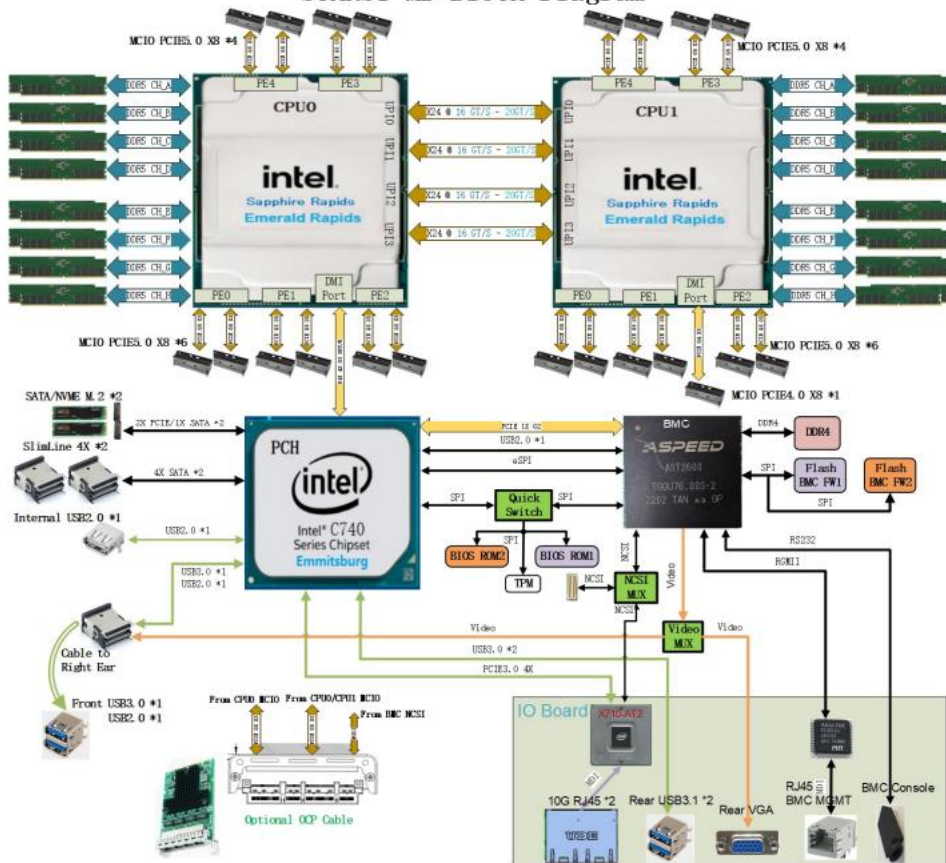 MCIO PCIE5.0 X8 *4
MCIO PCIE5.0 X8 *4
PE4
PE3
PE4
PE3
CPU0
CPU1
DDR5 CH_A
DDR5 CH_B
DDR5 CH_C
DDR5 CH_D
DDR5 CH_E
DDR5 CH_F
DDR5 CH_G
DDR5 CH_H
UPI0
UPI1
UPI2
UPI3
X24 @ 16 GT/S - 20GT/S
X24 @ 16 GT/S - 20GT/S
X24 @ 16 GT/S - 20GT/S
X24 @ 16 GT/S - 20GT/S
UPI0
UPI1
UPI2
UPI3
DDR5 CH_A
DDR5 CH_B
DDR5 CH_C
DDR5 CH_D
DDR5 CH_E
DDR5 CH_F
DDR5 CH_G
DDR5 CH_H
intel.
Sapphire Rapids
Emerald Rapids
intel.
Sapphire Rapids
Emerald Rapids
PE0
PE1
DMI
Port
PE2
PE0
PE1
DMI
Port
PE2
MCIO PCIE5.0 X8 *6
MCIO PCIE5.0 X8 *6
MCIO PCIE4.0 X8 *1
SATA/NVME M.2 *2
2X PCIE/1X SATA *2
SlimLine 4X *2
4X SATA *2
Internal USB2.0 *1
USB2.0 *1
USB3.0 *1
USB2.0 *1
Cable to
Right Ear
Front USB3.0 *1
USB2.0 *1
PCH
intel
Intel® C740
Series Chipset
Emmitsburg
PCIE 1X G2
USB2.0 *1
eSPI
SPI
Quick
Switch
SPI
SPI
BIOS ROM2
BIOS ROM1
TPM
BMC
ASPEED
AST2600
DDR4
DDR4
SPI
Flash
BMC FW1
Flash
BMC FW2
SPI
RS232
RGMII
NCSI
NCSI
NCSI
MUX
NCSI
Video
Video
Video
MUX
Video
USB3.0 *2
PCIE3.0 4X
From CPU0 MCIO
From CPU0/CPU1 MCIO
From BMC NCSI
Optional OCP Cable
IO Board
X710-AT2
MDI
10G RJ45 *2
Rear USB3.1 *2
Rear VGA
MDI
RJ45
BMC MGMT
BMC Console